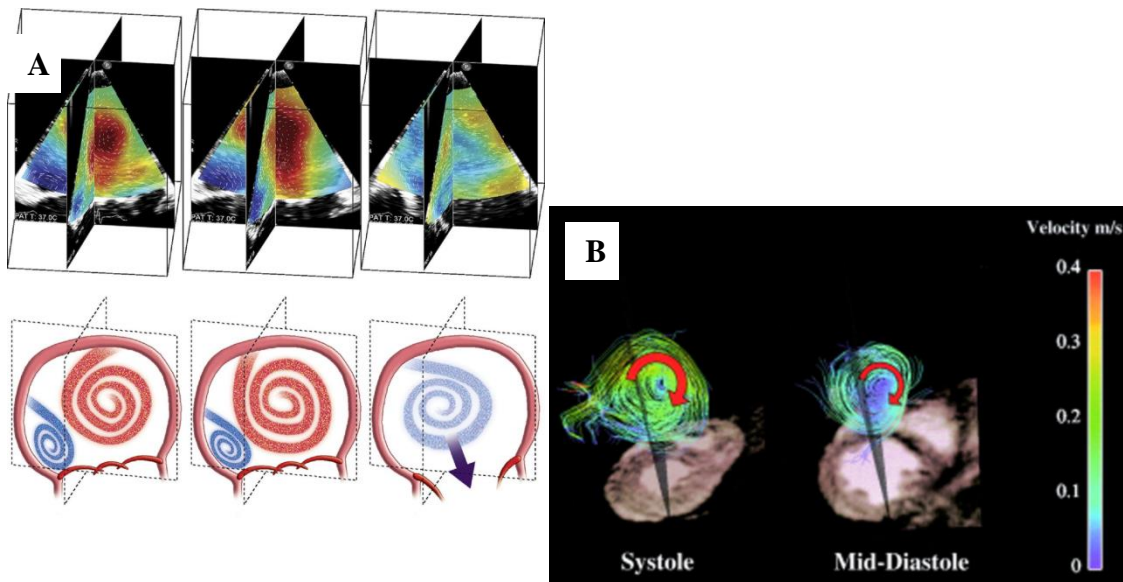 A
PAT T: 37.0C
PAT T: 37.0C
PAT T: 37.0C
B
Velocity m/s
0.4
0.3
0.2
0.1
0
Systole
Mid-Diastole